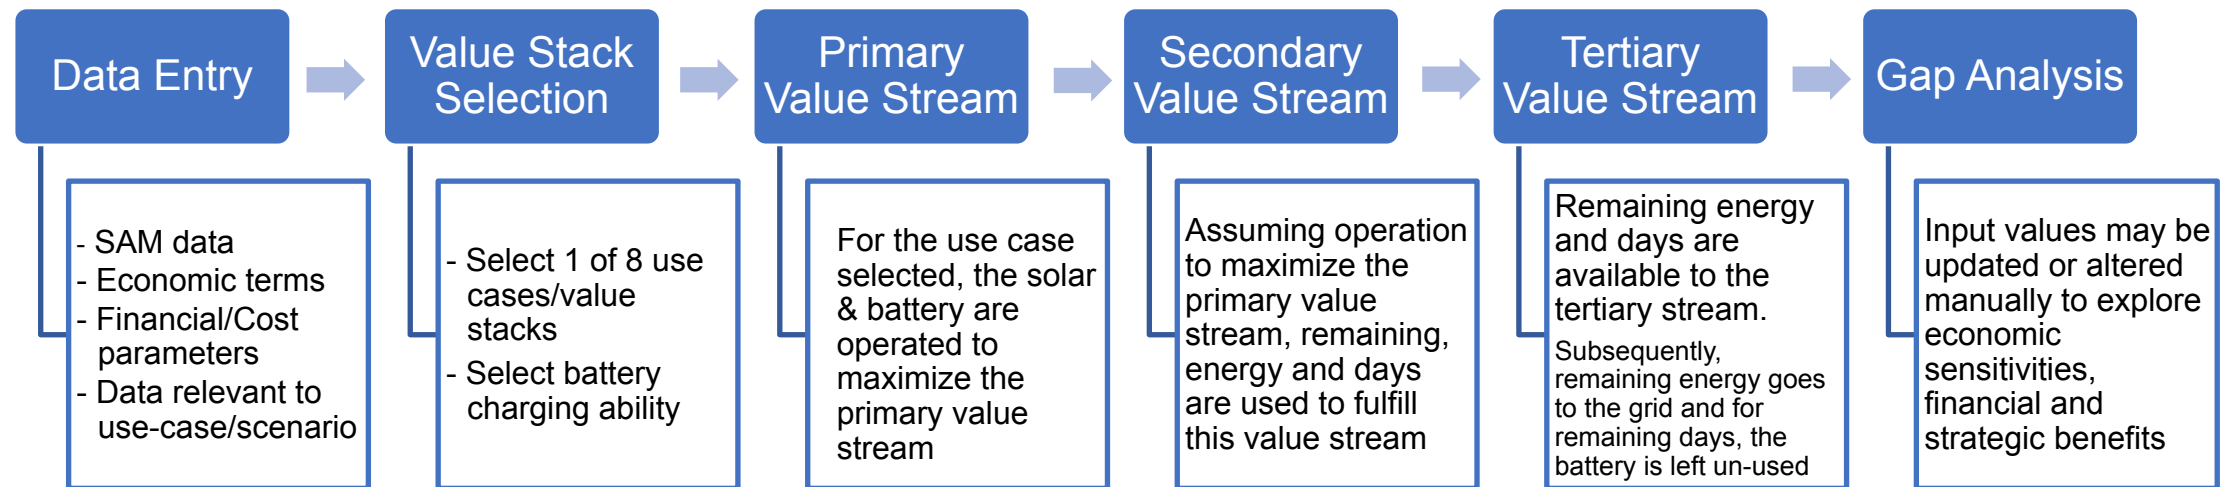 Data Entry
- SAM data
- Economic terms
- Financial/Cost
parameters
- Data relevant to
use-case/scenario
Value Stack
Selection
- Select 1 of 8 use
cases/value
stacks
- Select battery
charging ability
Primary
Value Stream
For the use case
selected, the solar
& battery are
operated to
maximize the
primary value
stream
Secondary
Value Stream
Assuming operation
to maximize the
primary value
stream, remaining,
energy and days
are used to fulfill
this value stream
Tertiary
Value Stream
Remaining energy
and days are
available to the
tertiary stream.
Subsequently,
remaining energy goes
to the grid and for
remaining days, the
battery is left un-used
Gap Analysis
Input values may be
updated or altered
manually to explore
economic
sensitivities,
financial and
strategic benefits